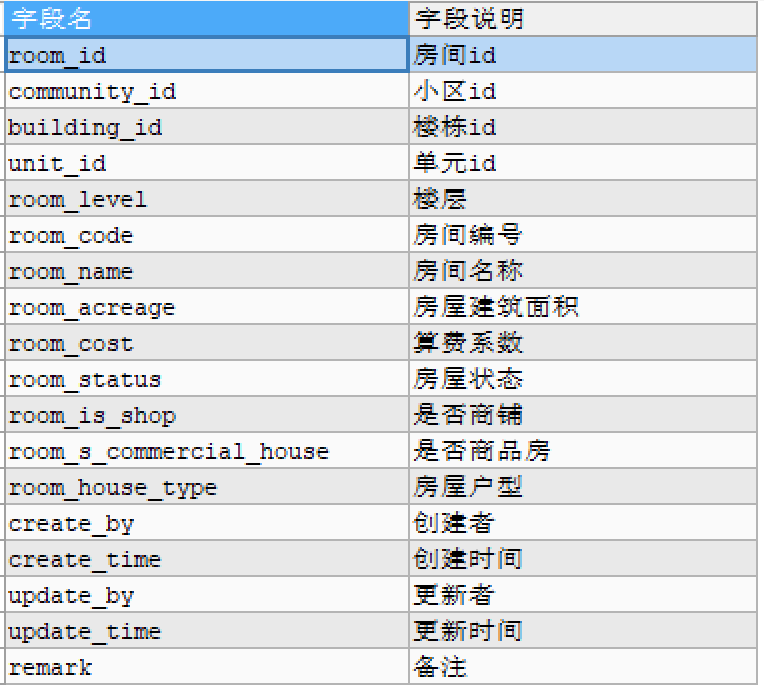 字段名 字段说明
room_id 房间id
community_id 小区id
building_id 楼栋id
unit_id 单元id
room_level 楼层
room_code 房间编号
room_name 房间名称
room_acreage 房屋建筑面积
room_cost 算费系数
room_status 房屋状态
room_is_shop 是否商铺
room_s_commercial_house 是否商品房
room_house_type 房屋户型
create_by 创建者
create_time 创建时间
update_by 更新者
update_time 更新时间
remark 备注